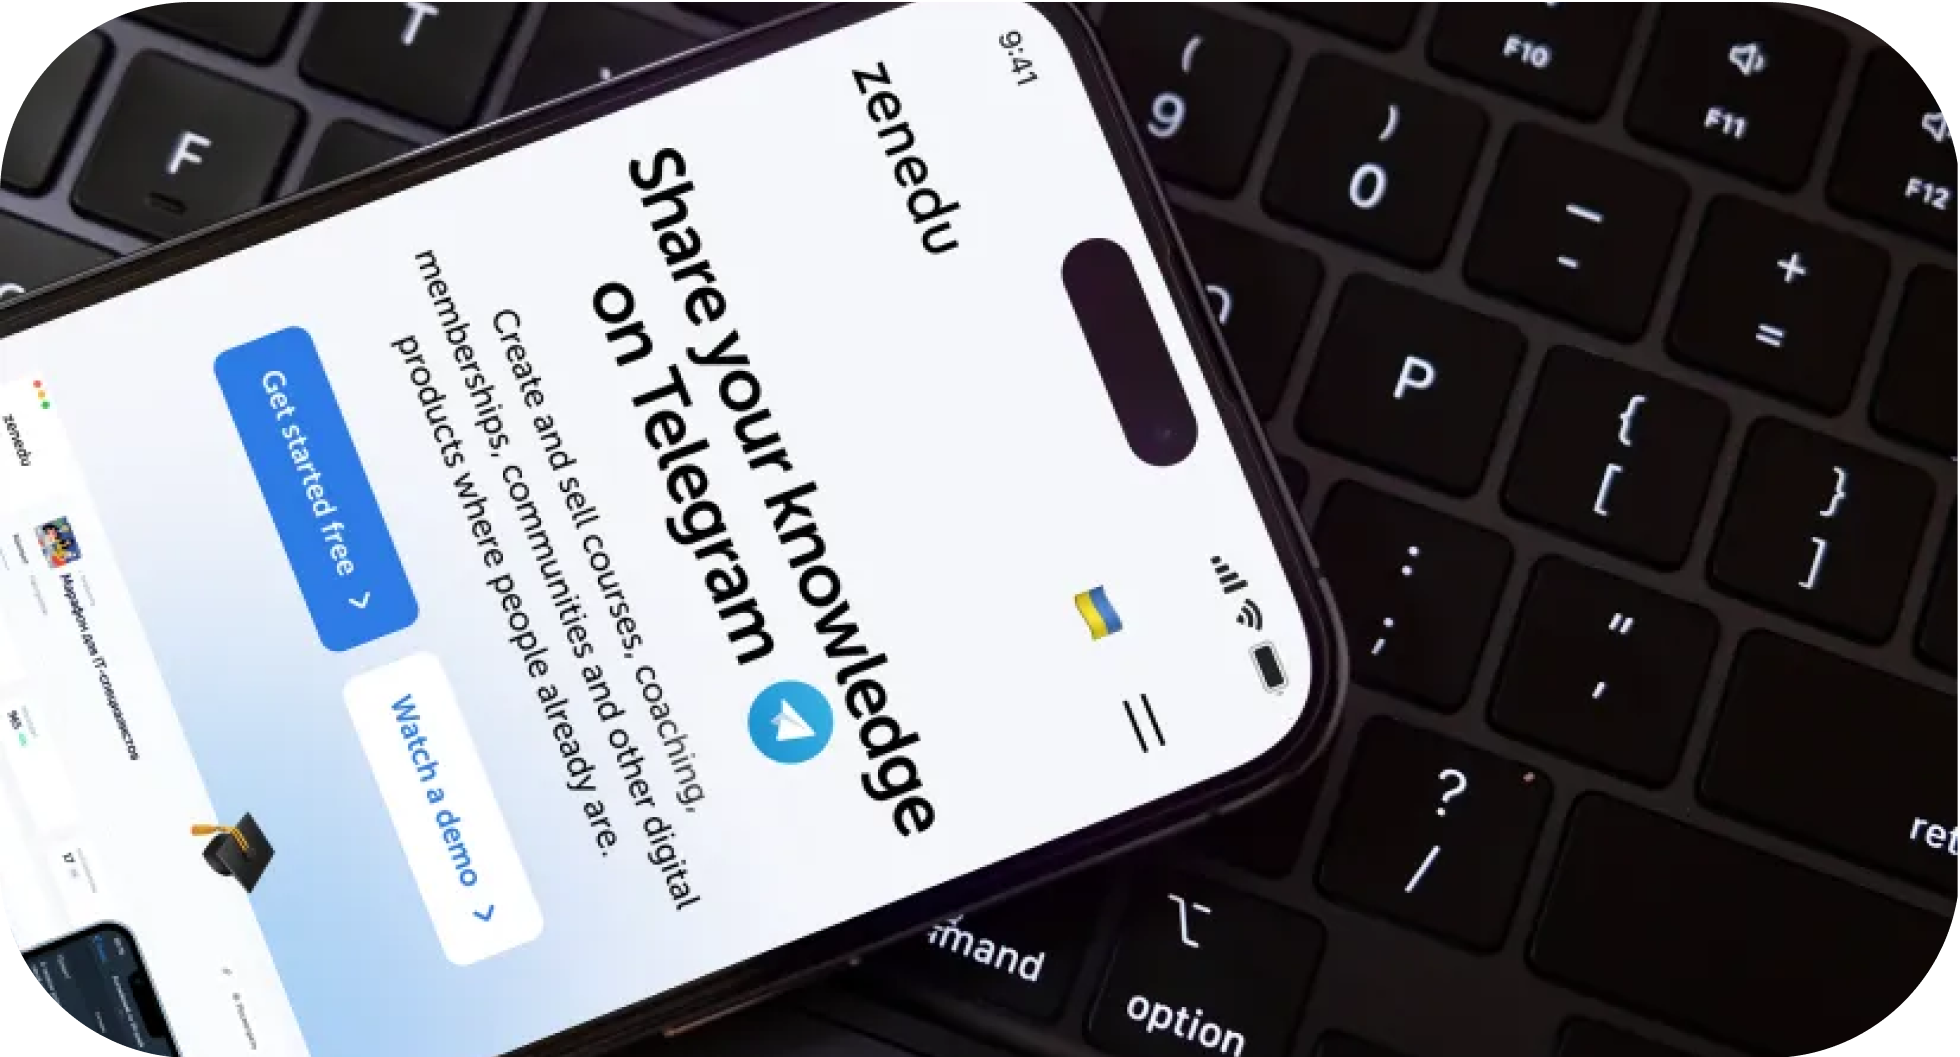 9:41
zenedu
Share your knowledge
on Telegram
Create and sell courses, coaching,
memberships, communities and other digital
products where people already are.
Get started free
Watch a demo
zenedu
Марафон для IT-специалистов
965
17
T
F
(
9
)
0
—
-
+
=
F10
F11
F12
P
{
[
}
]
:
;
"
'
?
/
option